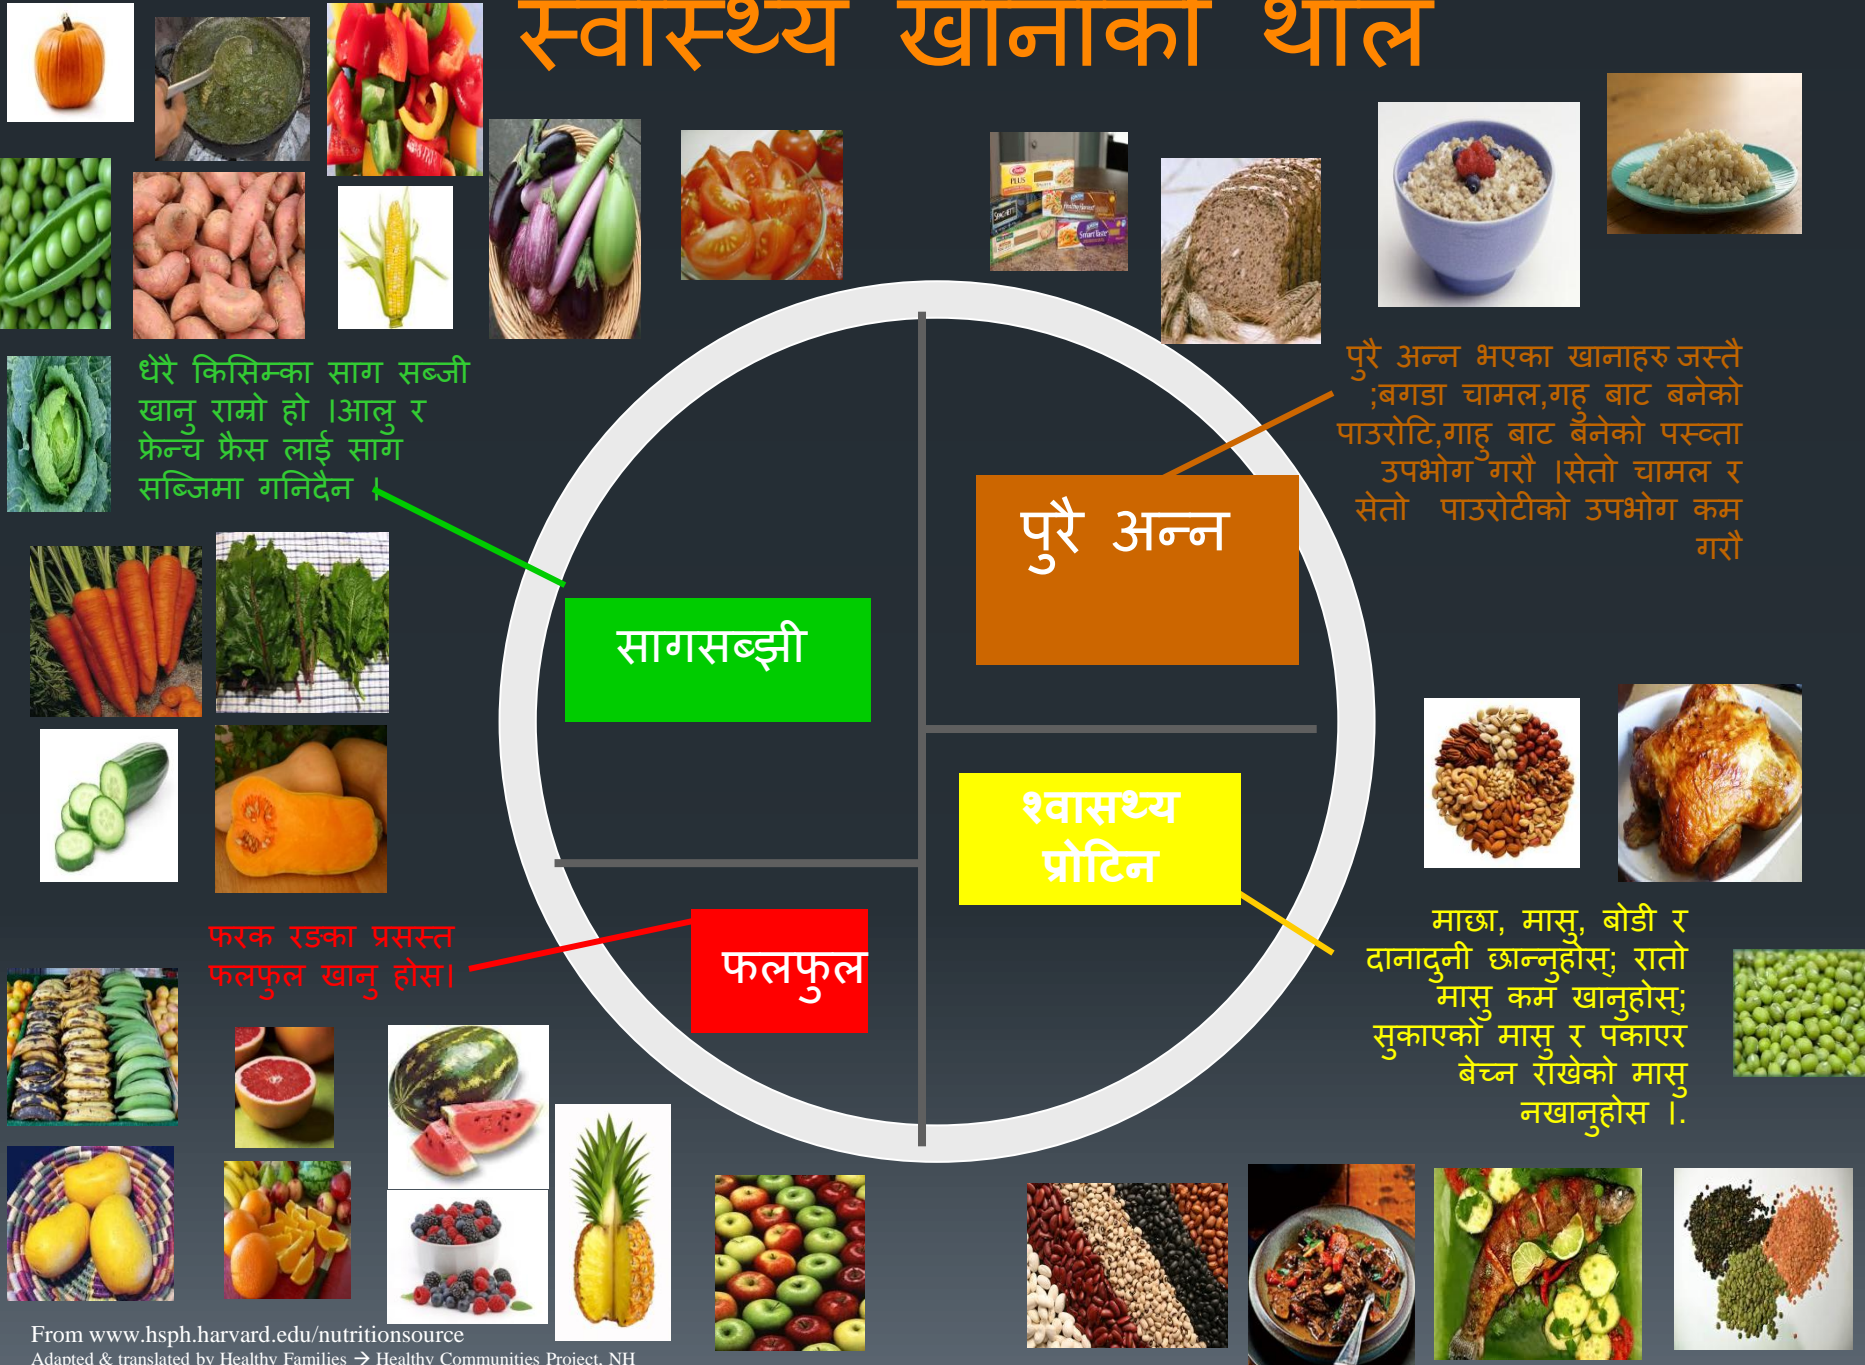 स्वास्थ्य खानाको थाल
धेरै किसिम्का साग सब्जी
खानु राम्रो हो ।आलु र
फ्रेन्च फ्रैस लाई साग
सब्जिमा गनिदैन ।
पुरै अन्न भएका खानाहरु जस्तै
;बगडा चामल,गहु बाट बनेको
पाउरोटि,गाहु बाट बनेको पस्व्ता
उपभोग गरौ ।सेतो चामल र
सेतो पाउरोटीको उपभोग कम
गरौ
पुरै अन्न
सागसब्झी
श्वासथ्य
प्रोटिन
फरक रङका प्रसस्त
फलफुल खानु होस।
फलफुल
माछा, मासु, बोडी र
दानादुनी छान्नुहोस्; रातो
मासु कम खानुहोस्;
सुकाएको मासु र पकाएर
बेच्न राखेको मासु
नखानुहोस ।.
From www.hsph.harvard.edu/nutritionsource
Adapted & translated by Healthy Families → Healthy Communities Project, NH